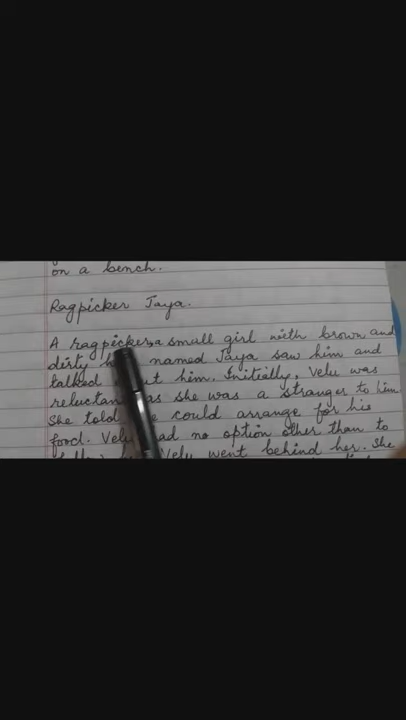 on a bench.
Ragpicker Jaya.
A ragpicker, a small girl with brown and
dirty named Jaya saw him and
talked him. Initially, Velu was
reluctan as she was a stranger to him.
She told e could arrange for his
food. Velu had no option other than to
Velu went behind her. She